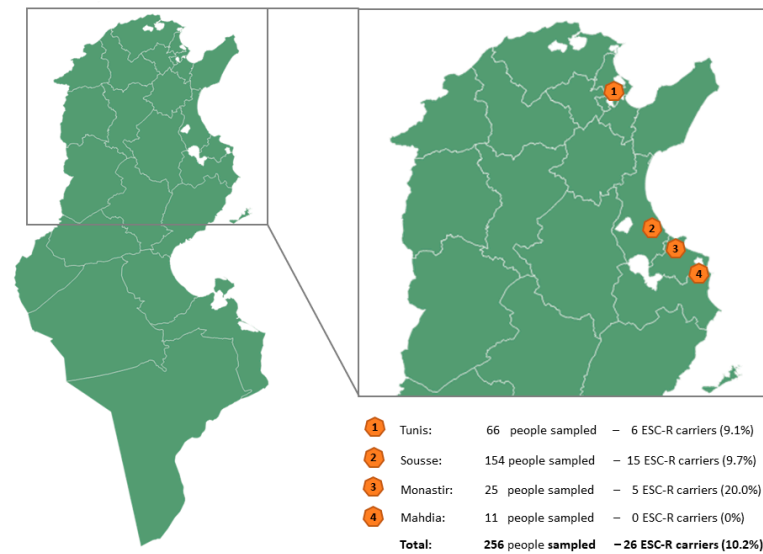 1
2
3
4
1 Tunis: 66 people sampled – 6 ESC-R carriers (9.1%)
2 Sousse: 154 people sampled – 15 ESC-R carriers (9.7%)
3 Monastir: 25 people sampled – 5 ESC-R carriers (20.0%)
4 Mahdia: 11 people sampled – 0 ESC-R carriers (0%)
Total: 256 people sampled – 26 ESC-R carriers (10.2%)